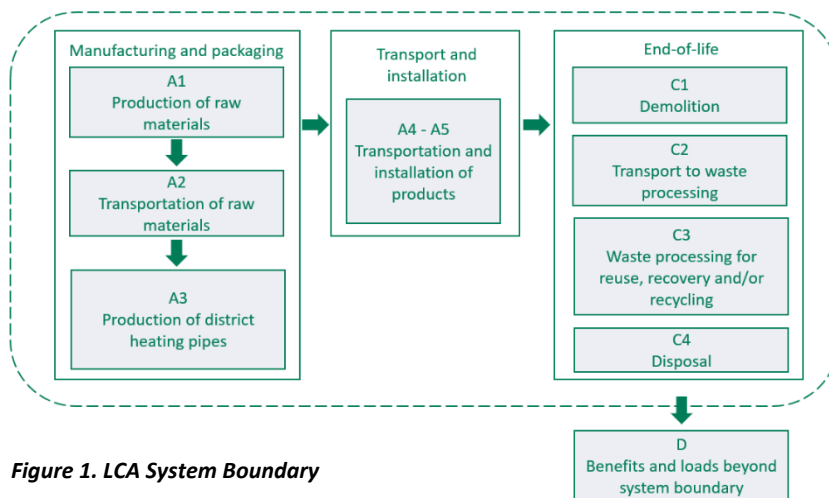 Manufacturing and packaging
A1
Production of raw
materials
A2
Transportation of raw
materials
A3
Production of district
heating pipes
Transport and
installation
A4 - A5
Transportation and
installation of
products
End-of-life
C1
Demolition
C2
Transport to waste
processing
C3
Waste processing for
reuse, recovery and/or
recycling
C4
Disposal
D
Benefits and loads beyond
system boundary
Figure 1. LCA System Boundary